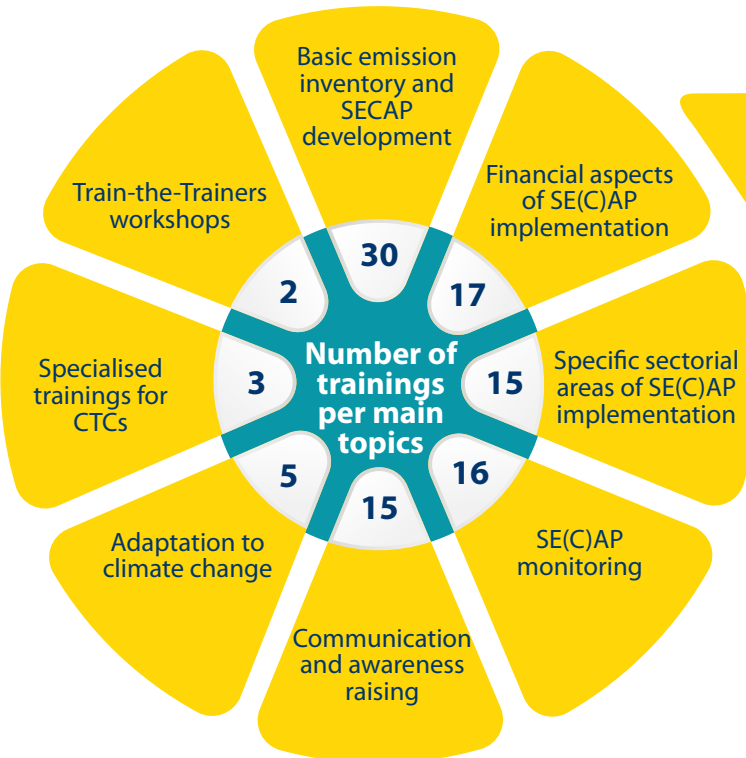 Number of
trainings
per main
topics
Basic emission
inventory and
SECAP
development
30
Financial aspects
of SE(C)AP
implementation
17
Specific sectorial
areas of SE(C)AP
implementation
15
SE(C)AP
monitoring
16
Communication
and awareness
raising
15
Adaptation to
climate change
5
Specialised
trainings for
CTCs
3
Train-the-Trainers
workshops
2